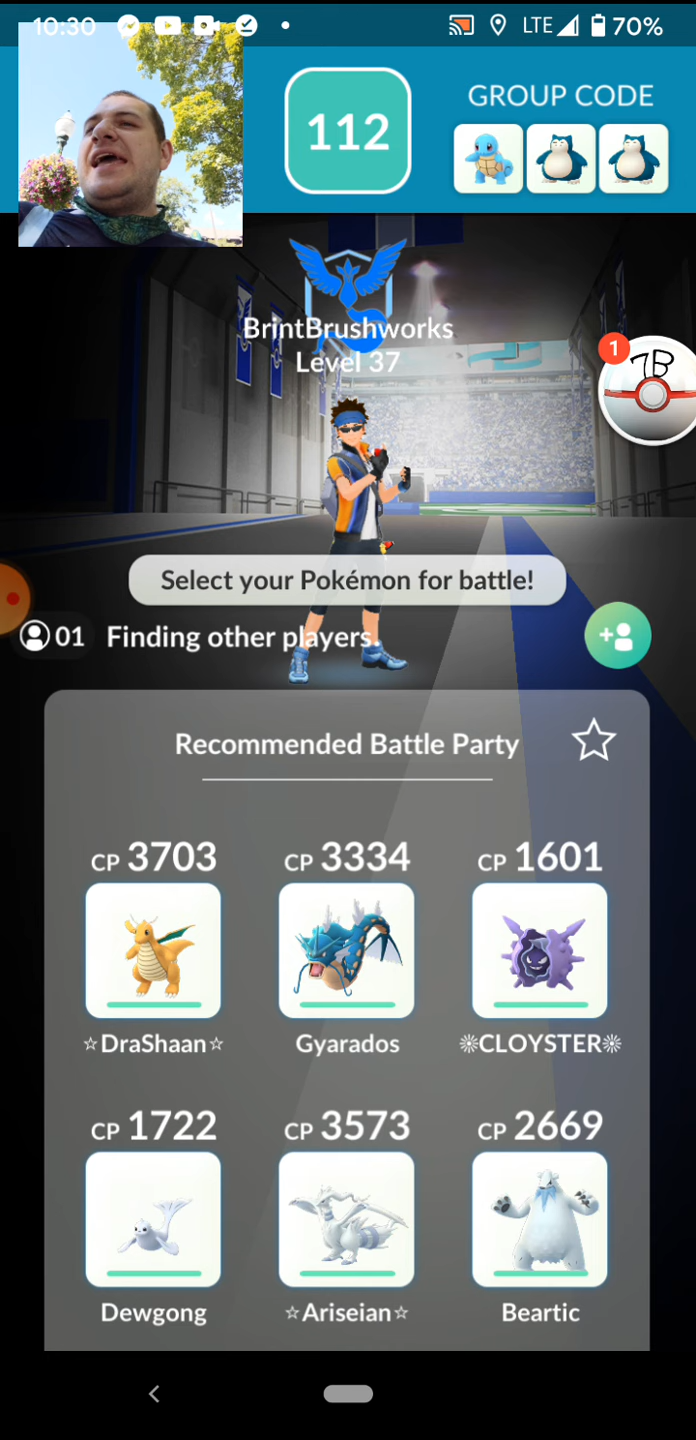 10:30 LTE 70%
112
GROUP CODE
BrintBrushworks
Level 37
1
7B
Select your Pokémon for battle!
01 Finding other players.
Recommended Battle Party
CP 3703 CP 3334 CP 1601
☆DraShaan☆ Gyarados ❊CLOYSTER❊
CP 1722 CP 3573 CP 2669
Dewgong ☆Ariseian☆ Beartic